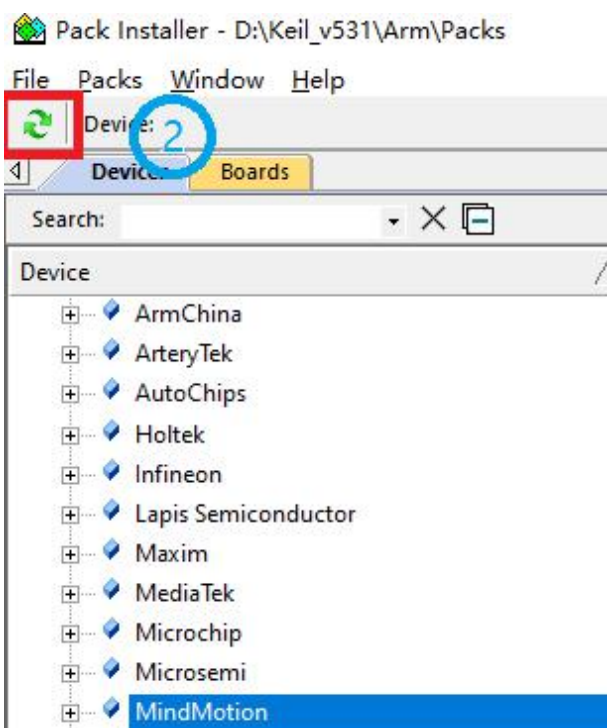 Pack Installer - D:\Keil_v531\Arm\Packs
File Packs Window Help
Device:
2
Devices Boards
Search:
Device
ArmChina
ArteryTek
AutoChips
Holtek
Infineon
Lapis Semiconductor
Maxim
MediaTek
Microchip
Microsemi
MindMotion